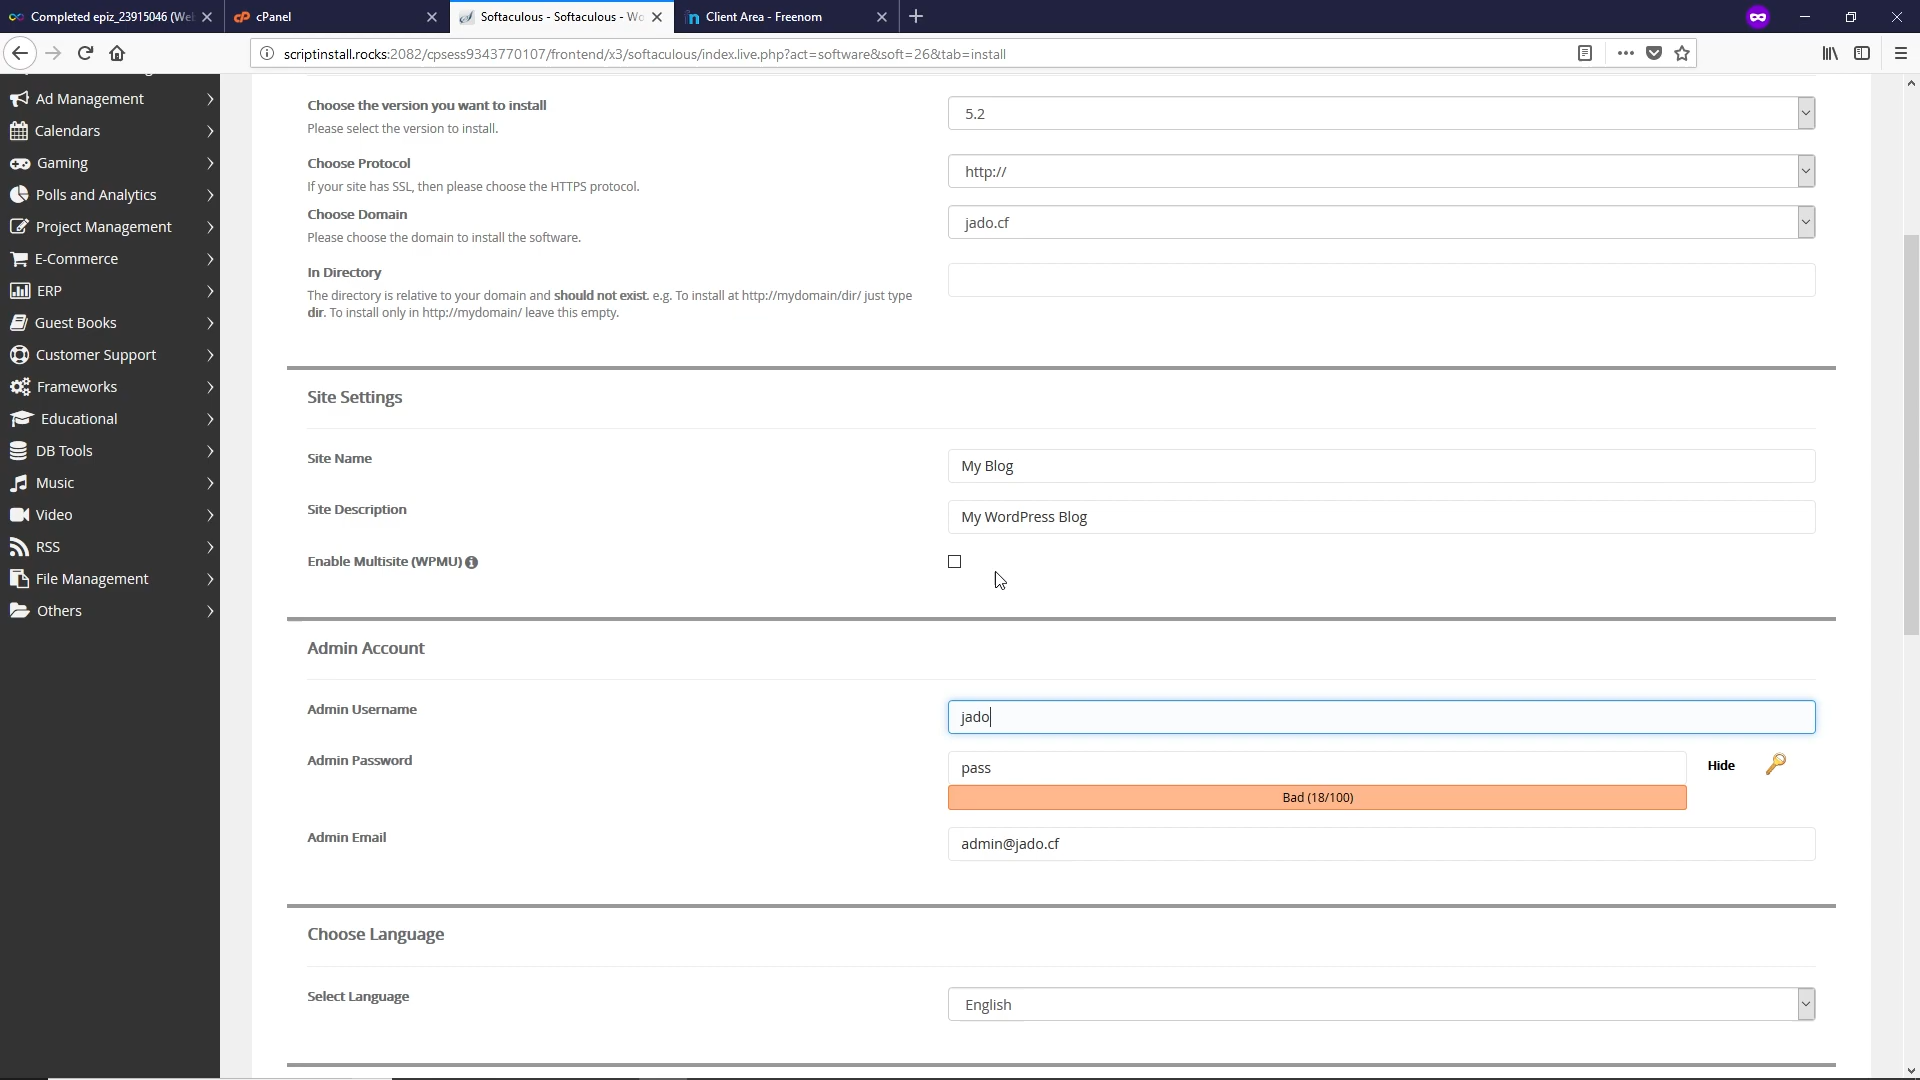 Completed epiz_23915046 (We
cPanel
Softaculous - Softaculous - Wo
Client Area - Freenom
scriptinstall.rocks:2082/cpsess9343770107/frontend/x3/softaculous/index.live.php?act=software&soft=26&tab=install
Ad Management
Calendars
Gaming
Polls and Analytics
Project Management
E-Commerce
ERP
Guest Books
Customer Support
Frameworks
Educational
DB Tools
Music
Video
RSS
File Management
Others
Choose the version you want to install
Please select the version to install.
5.2
Choose Protocol
If your site has SSL, then please choose the HTTPS protocol.
http://
Choose Domain
Please choose the domain to install the software.
jado.cf
In Directory
The directory is relative to your domain and should not exist. e.g. To install at http://mydomain/dir/ just type
dir. To install only in http://mydomain/ leave this empty.
Site Settings
Site Name
My Blog
Site Description
My WordPress Blog
Enable Multisite (WPMU)
Admin Account
Admin Username
jado
Admin Password
pass
Hide
Bad (18/100)
Admin Email
admin@jado.cf
Choose Language
Select Language
English